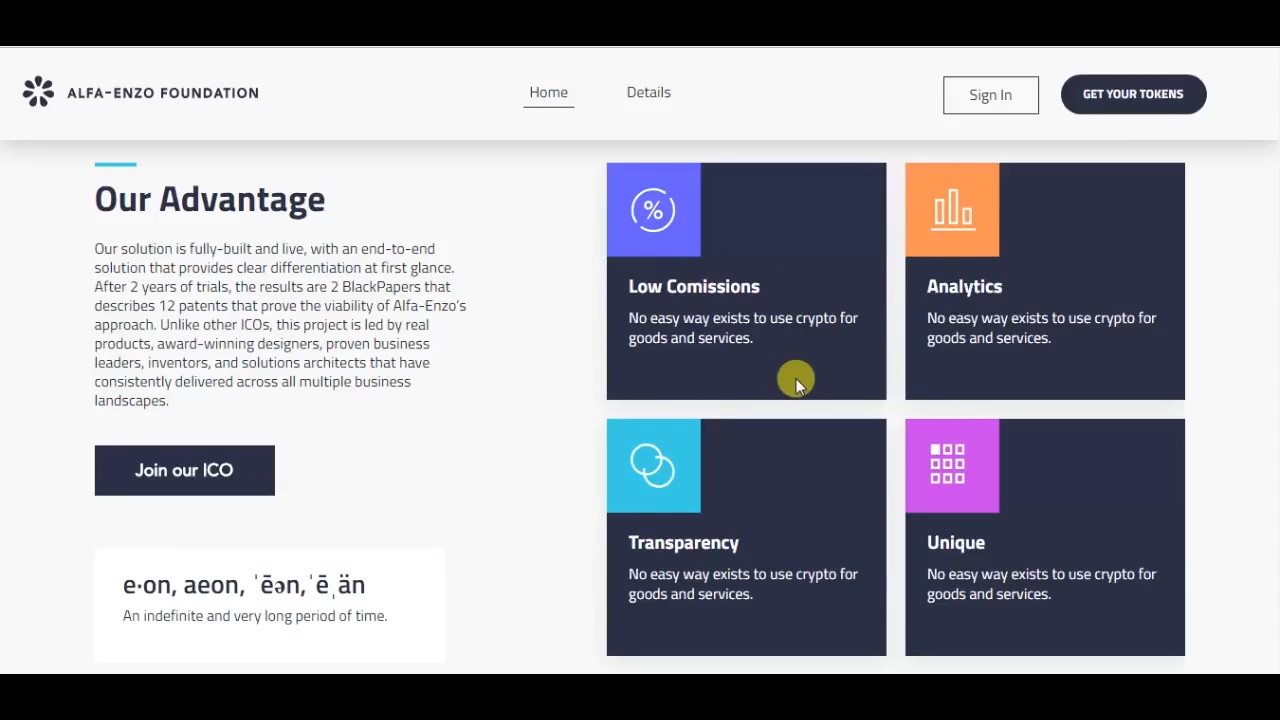 ALFA-ENZO FOUNDATION
Home
Details
Sign In
GET YOUR TOKENS
Our Advantage
Our solution is fully-built and live, with an end-to-end
solution that provides clear differentiation at first glance.
After 2 years of trials, the results are 2 BlackPapers that
describes 12 patents that prove the viability of Alfa-Enzo's
approach. Unlike other ICOs, this project is led by real
products, award-winning designers, proven business
leaders, inventors, and solutions architects that have
consistently delivered across all multiple business
landscapes.
Join our ICO
e·on, aeon, ˈēən,ˈēˌän
An indefinite and very long period of time.
%
Low Comissions
No easy way exists to use crypto for
goods and services.
Analytics
No easy way exists to use crypto for
goods and services.
Transparency
No easy way exists to use crypto for
goods and services.
Unique
No easy way exists to use crypto for
goods and services.